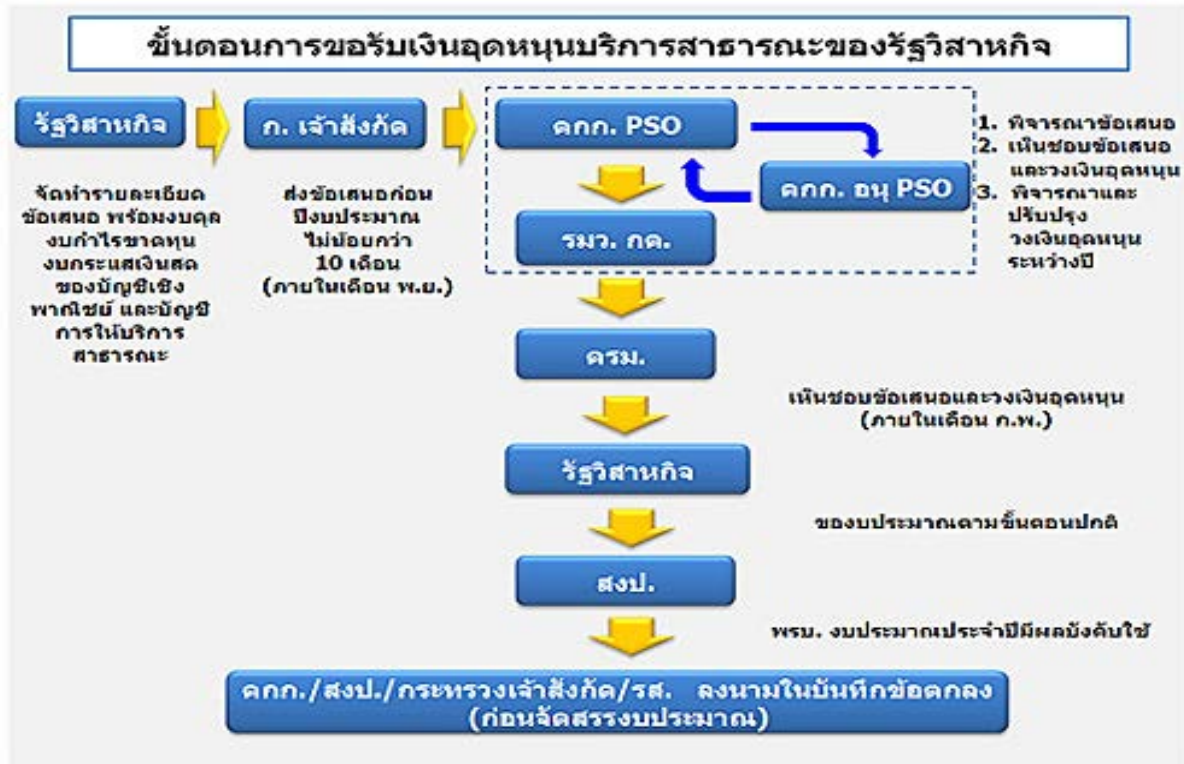 ขั้นตอนการขอรับเงินอุดหนุนบริการสาธารณะของรัฐวิสาหกิจ
รัฐวิสาหกิจ
จัดทำรายละเอียด
ข้อเสนอ พร้อมงบดุล
งบกำไรขาดทุน
งบกระแสเงินสด
ของบัญชีเชิง
พาณิชย์ และบัญชี
การให้บริการ
สาธารณะ
ก. เจ้าสังกัด
ส่งข้อเสนอก่อน
ปีงบประมาณ
ไม่น้อยกว่า
10 เดือน
(ภายในเดือน พ.ย.)
คกก. PSO
คกก. อนุ PSO
รมว. กค.
1. พิจารณาข้อเสนอ
2. เห็นชอบข้อเสนอ
และวงเงินอุดหนุน
3. พิจารณาและ
ปรับปรุง
วงเงินอุดหนุน
ระหว่างปี
ครม.
เห็นชอบข้อเสนอและวงเงินอุดหนุน
(ภายในเดือน ก.พ.)
รัฐวิสาหกิจ
ของบประมาณตามขั้นตอนปกติ
สงป.
พรบ. งบประมาณประจำปีมีผลบังคับใช้
คกก./สงป./กระทรวงเจ้าสังกัด/รส. ลงนามในบันทึกข้อตกลง
(ก่อนจัดสรรงบประมาณ)